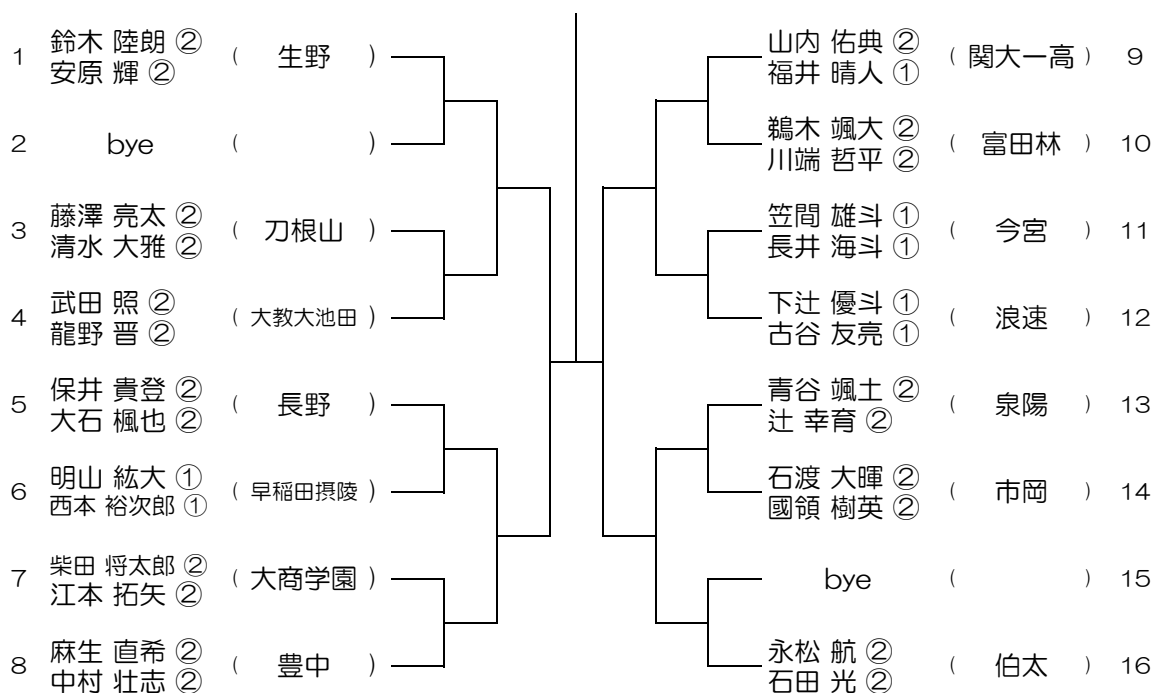 1 鈴木 陸朗 ② ( 生野 )
安原 輝 ②
2 bye ( )
3 藤澤 亮太 ② ( 刀根山 )
清水 大雅 ②
4 武田 照 ② ( 大教大池田 )
龍野 晋 ②
5 保井 貴登 ② ( 長野 )
大石 楓也 ②
6 明山 紘大 ① ( 早稲田摂陵 )
西本 裕次郎 ①
7 柴田 将太郎 ② ( 大商学園 )
江本 拓矢 ②
8 麻生 直希 ② ( 豊中 )
中村 壮志 ②
山内 佑典 ② ( 関大一高 ) 9
福井 晴人 ①
鵜木 颯大 ② ( 富田林 ) 10
川端 哲平 ②
笠間 雄斗 ① ( 今宮 ) 11
長井 海斗 ①
下辻 優斗 ① ( 浪速 ) 12
古谷 友亮 ①
青谷 颯土 ② ( 泉陽 ) 13
辻 幸育 ②
石渡 大暉 ② ( 市岡 ) 14
國領 樹英 ②
bye ( ) 15
永松 航 ② ( 伯太 ) 16
石田 光 ②